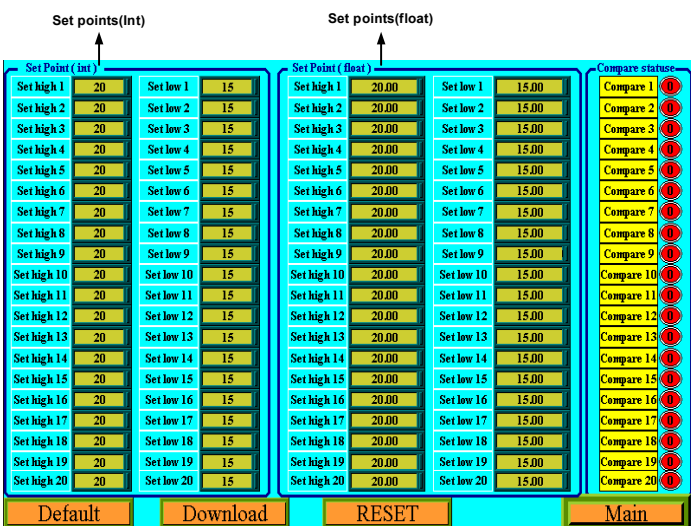 Set points(Int) Set points(float)
Set Point ( int ) Set Point ( float ) Compare statuse
Set high 1 20 Set low 1 15 Set high 1 20.00 Set low 1 15.00 Compare 1 0
Set high 2 20 Set low 2 15 Set high 2 20.00 Set low 2 15.00 Compare 2 0
Set high 3 20 Set low 3 15 Set high 3 20.00 Set low 3 15.00 Compare 3 0
Set high 4 20 Set low 4 15 Set high 4 20.00 Set low 4 15.00 Compare 4 0
Set high 5 20 Set low 5 15 Set high 5 20.00 Set low 5 15.00 Compare 5 0
Set high 6 20 Set low 6 15 Set high 6 20.00 Set low 6 15.00 Compare 6 0
Set high 7 20 Set low 7 15 Set high 7 20.00 Set low 7 15.00 Compare 7 0
Set high 8 20 Set low 8 15 Set high 8 20.00 Set low 8 15.00 Compare 8 0
Set high 9 20 Set low 9 15 Set high 9 20.00 Set low 9 15.00 Compare 9 0
Set high 10 20 Set low 10 15 Set high 10 20.00 Set low 10 15.00 Compare 10 0
Set high 11 20 Set low 11 15 Set high 11 20.00 Set low 11 15.00 Compare 11 0
Set high 12 20 Set low 12 15 Set high 12 20.00 Set low 12 15.00 Compare 12 0
Set high 13 20 Set low 13 15 Set high 13 20.00 Set low 13 15.00 Compare 13 0
Set high 14 20 Set low 14 15 Set high 14 20.00 Set low 14 15.00 Compare 14 0
Set high 15 20 Set low 15 15 Set high 15 20.00 Set low 15 15.00 Compare 15 0
Set high 16 20 Set low 16 15 Set high 16 20.00 Set low 16 15.00 Compare 16 0
Set high 17 20 Set low 17 15 Set high 17 20.00 Set low 17 15.00 Compare 17 0
Set high 18 20 Set low 18 15 Set high 18 20.00 Set low 18 15.00 Compare 18 0
Set high 19 20 Set low 19 15 Set high 19 20.00 Set low 19 15.00 Compare 19 0
Set high 20 20 Set low 20 15 Set high 20 20.00 Set low 20 15.00 Compare 20 0
Default Download RESET Main